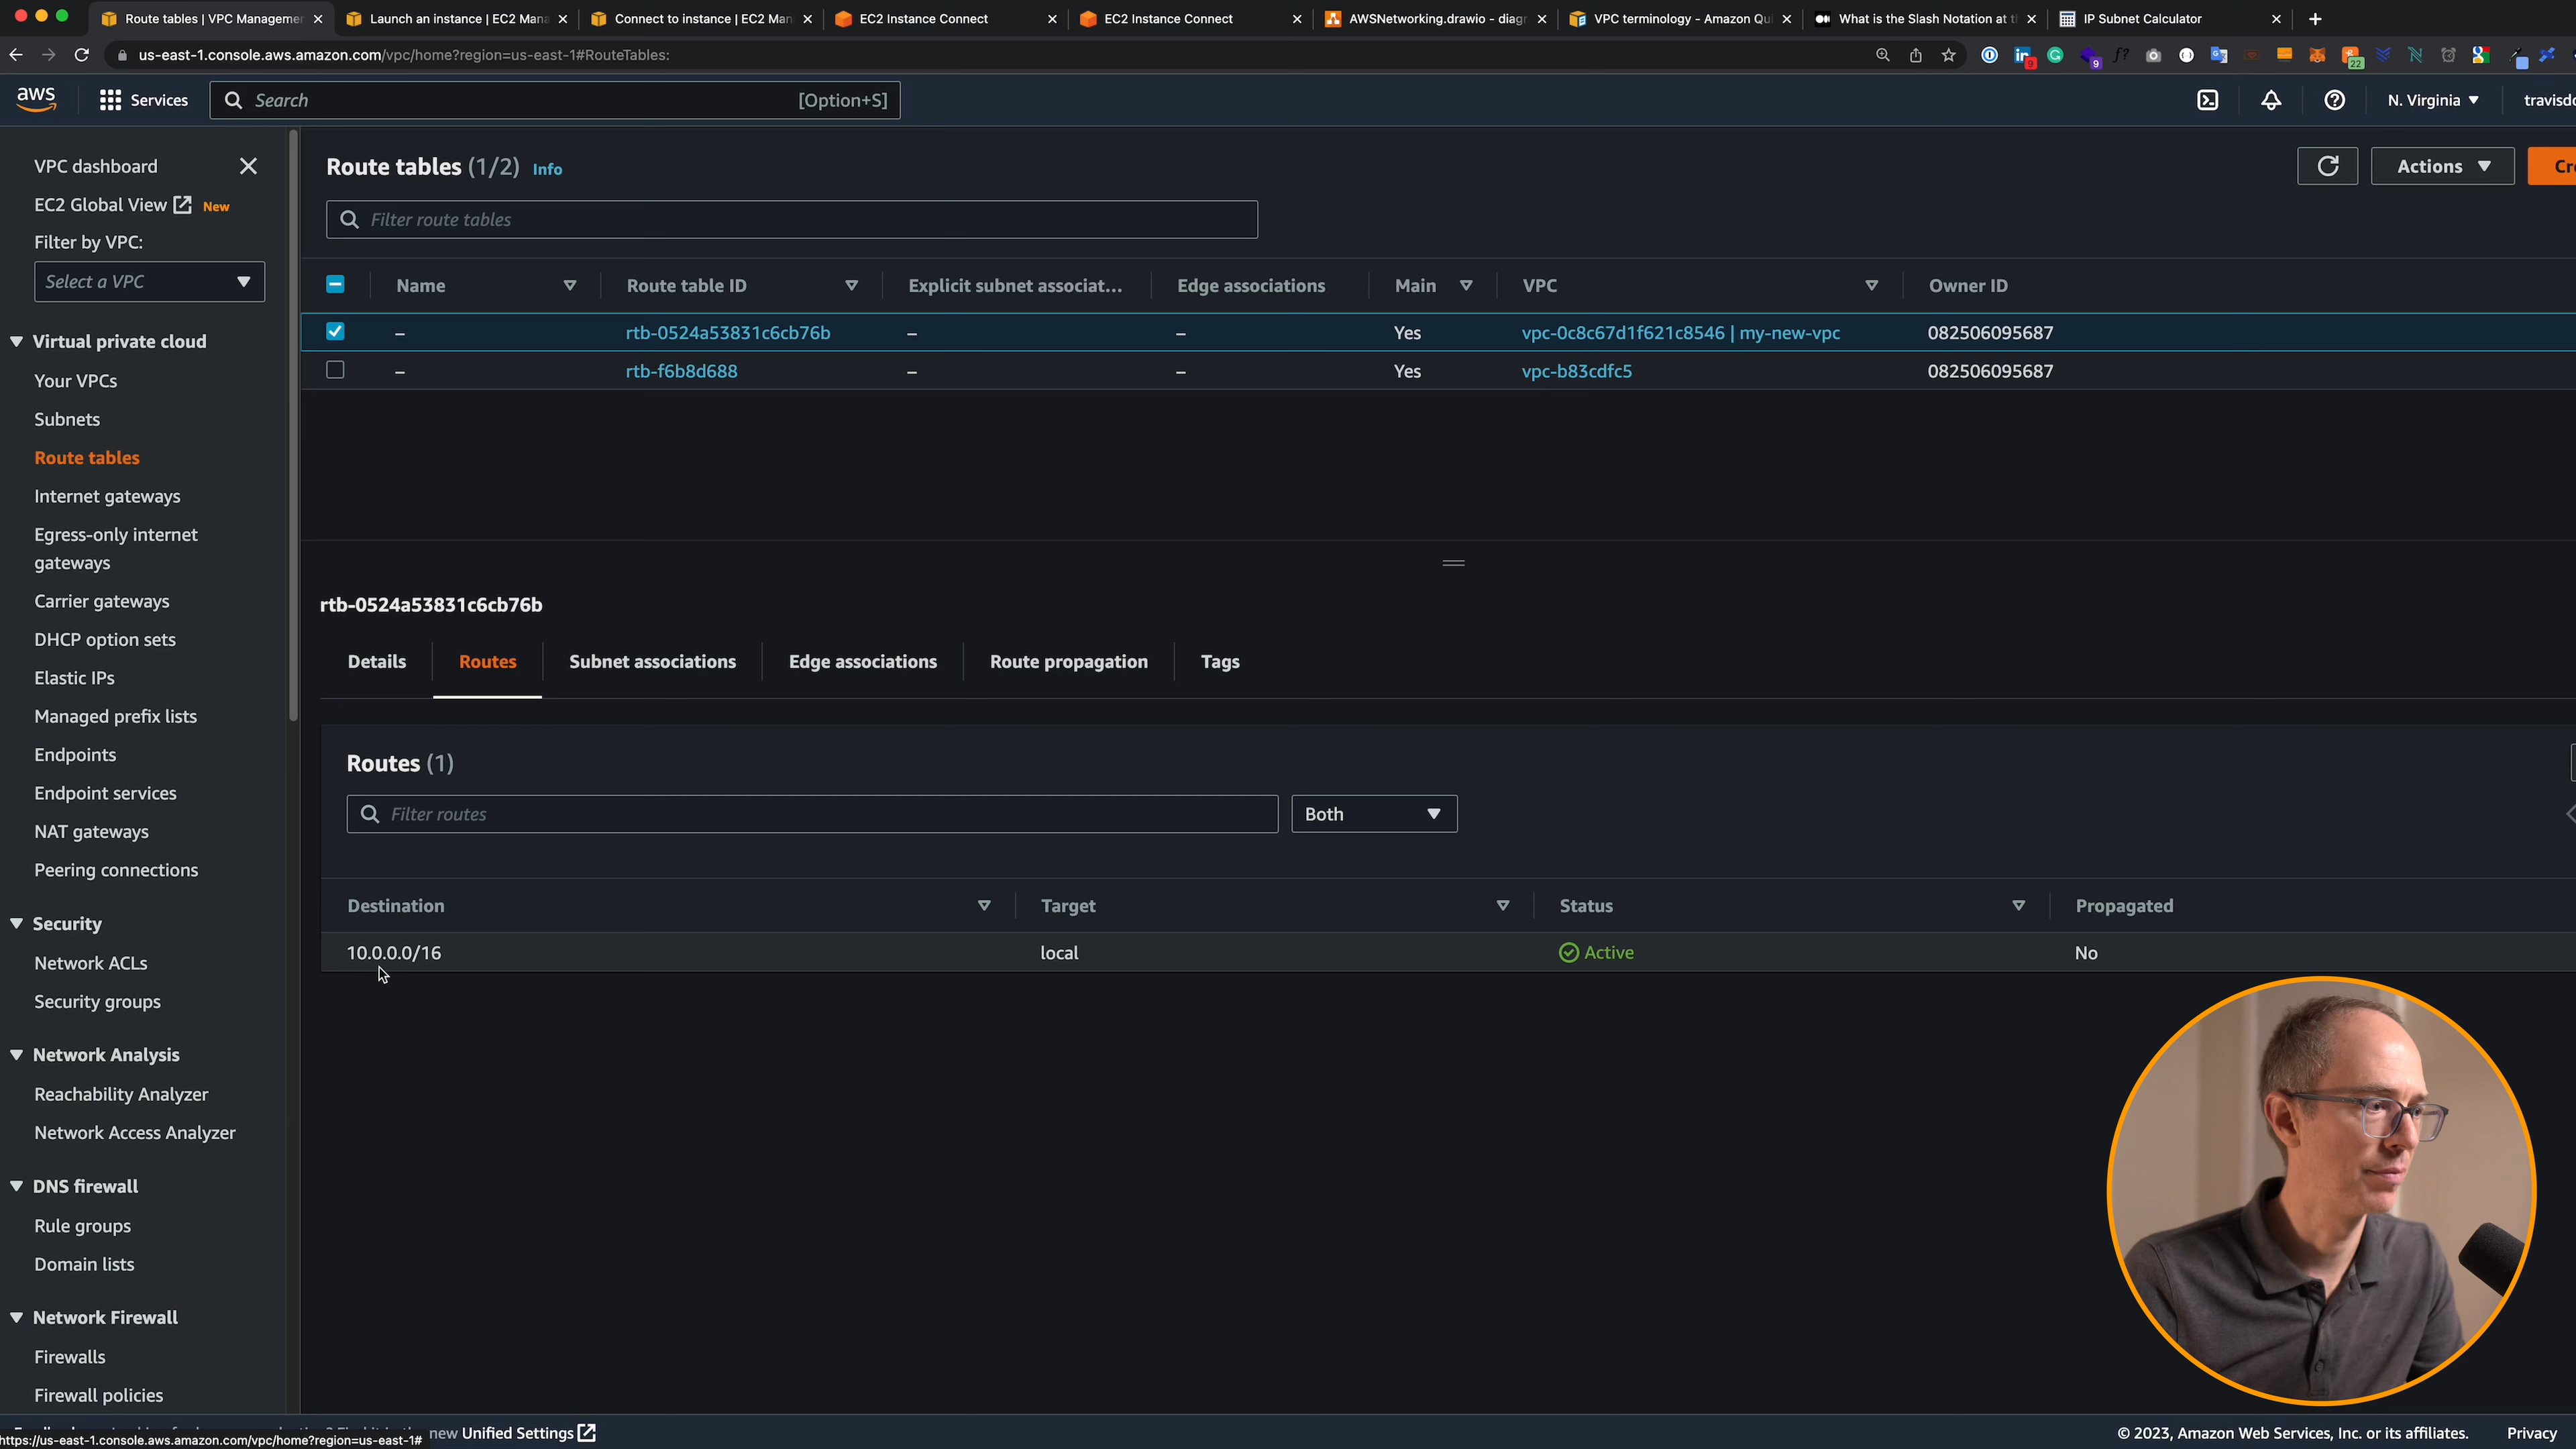 Route tables | VPC Managemer
Launch an instance | EC2 Mana
Connect to instance | EC2 Man
EC2 Instance Connect
EC2 Instance Connect
AWSNetworking.drawio - diagr
VPC terminology - Amazon Qui
What is the Slash Notation at th
IP Subnet Calculator
us-east-1.console.aws.amazon.com/vpc/home?region=us-east-1#RouteTables:
9
22
aws
Services
Search
[Option+S]
N. Virginia
travisdo
VPC dashboard
EC2 Global View New
Filter by VPC:
Select a VPC
Virtual private cloud
Your VPCs
Subnets
Route tables
Internet gateways
Egress-only internet
gateways
Carrier gateways
DHCP option sets
Elastic IPs
Managed prefix lists
Endpoints
Endpoint services
NAT gateways
Peering connections
Security
Network ACLs
Security groups
Network Analysis
Reachability Analyzer
Network Access Analyzer
DNS firewall
Rule groups
Domain lists
Network Firewall
Firewalls
Firewall policies
Route tables (1/2) Info
Actions
Cre
Filter route tables
Name Route table ID Explicit subnet associat... Edge associations Main VPC Owner ID
– rtb-0524a53831c6cb76b – – Yes vpc-0c8c67d1f621c8546 | my-new-vpc 082506095687
– rtb-f6b8d688 – – Yes vpc-b83cdfc5 082506095687
rtb-0524a53831c6cb76b
Details Routes Subnet associations Edge associations Route propagation Tags
Routes (1)
Filter routes
Both
Destination Target Status Propagated
10.0.0.0/16 local Active No
new Unified Settings
https://us-east-1.console.aws.amazon.com/vpc/home?region=us-east-1#
© 2023, Amazon Web Services, Inc. or its affiliates.
Privacy